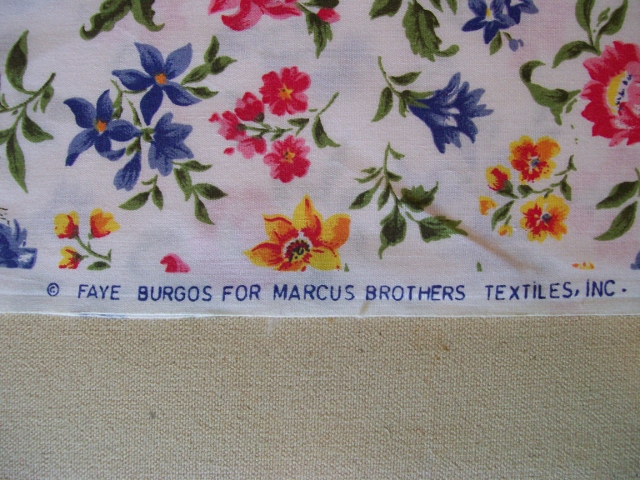 © FAYE BURGOS FOR MARCUS BROTHERS TEXTILES, INC.